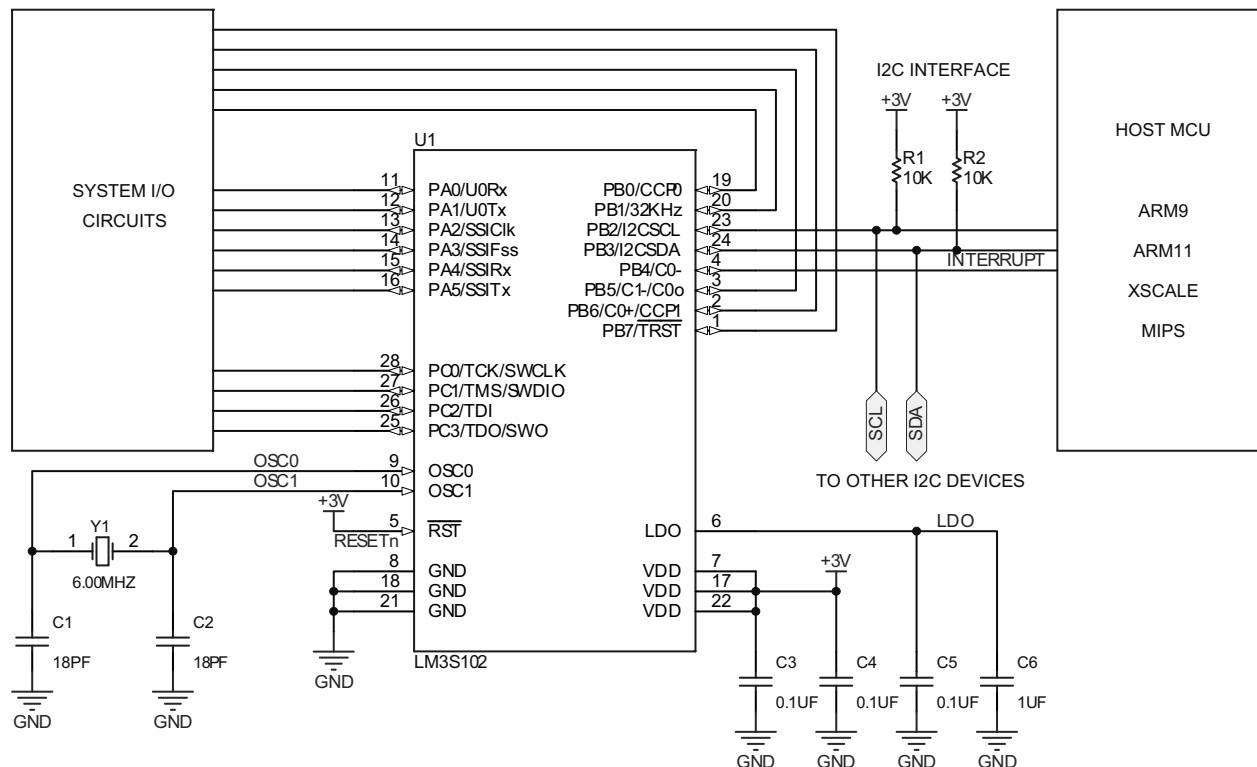 I2C INTERFACE
+3V
+3V
R1
10K
R2
10K
HOST MCU
ARM9
ARM11
XSCALE
MIPS
SYSTEM I/O
CIRCUITS
U1
11 PA0/U0Rx
12 PA1/U0Tx
13 PA2/SSIClk
14 PA3/SSIFss
15 PA4/SSIRx
16 PA5/SSITx
28 PC0/TCK/SWCLK
27 PC1/TMS/SWDIO
26 PC2/TDI
25 PC3/TDO/SWO
OSC0 9 OSC0
OSC1 10 OSC1
+3V
RESETn 5 RST
8 GND
18 GND
21 GND
GND
PB0/CCP0 19
PB1/32KHz 20
PB2/I2CSCL 23
PB3/I2CSDA 24
PB4/C0- 4
INTERRUPT
PB5/C1-/C0o 3
PB6/C0+/CCP1 2
PB7/TRST 1
LDO 6 LDO
VDD 7
VDD 17
VDD 22
+3V
LM3S102
SCL
SDA
TO OTHER I2C DEVICES
Y1
1 2
6.00MHZ
C1
18PF
GND
C2
18PF
GND
C3
0.1UF
GND
C4
0.1UF
GND
C5
0.1UF
GND
C6
1UF
GND